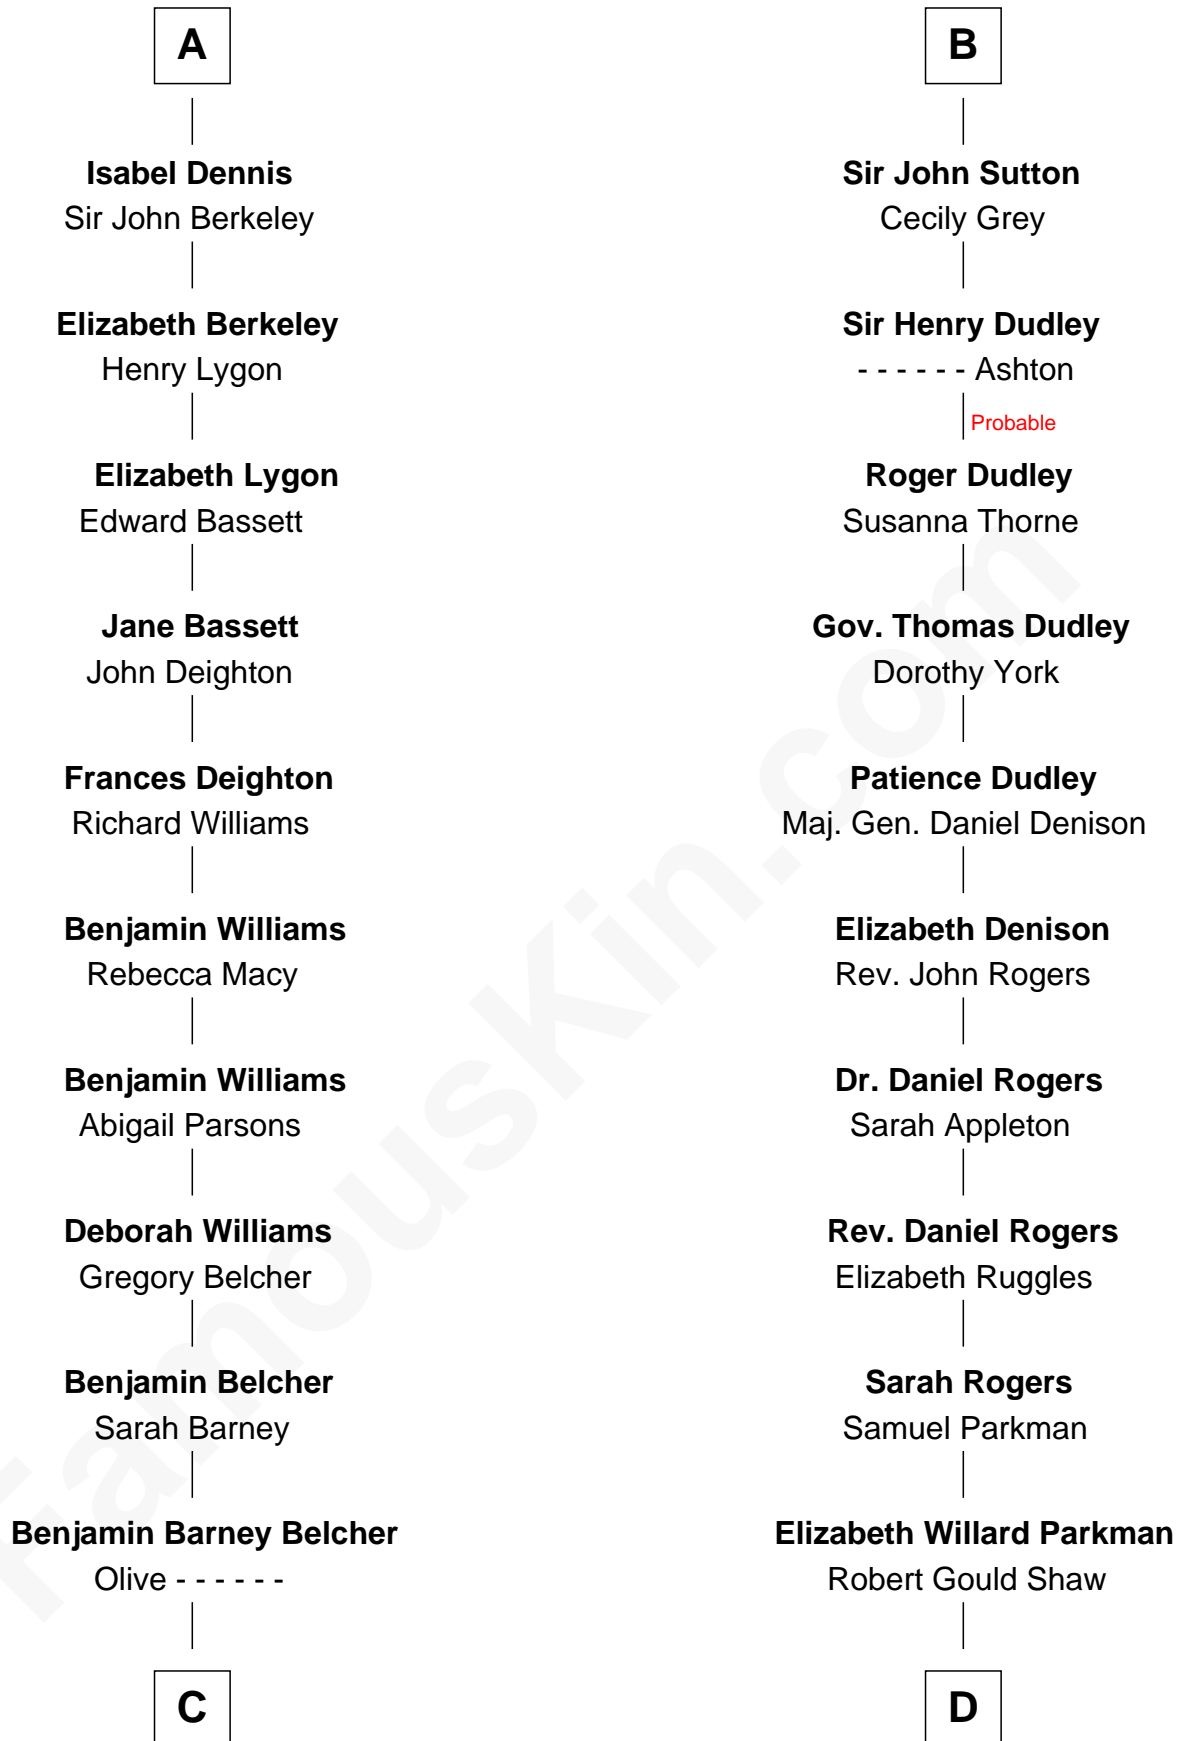 A
Isabel Dennis
Sir John Berkeley
Elizabeth Berkeley
Henry Lygon
Elizabeth Lygon
Edward Bassett
Jane Bassett
John Deighton
Frances Deighton
Richard Williams
Benjamin Williams
Rebecca Macy
Benjamin Williams
Abigail Parsons
Deborah Williams
Gregory Belcher
Benjamin Belcher
Sarah Barney
Benjamin Barney Belcher
Olive - - - - - -
C
B
Sir John Sutton
Cecily Grey
Sir Henry Dudley
- - - - - - Ashton
Probable
Roger Dudley
Susanna Thorne
Gov. Thomas Dudley
Dorothy York
Patience Dudley
Maj. Gen. Daniel Denison
Elizabeth Denison
Rev. John Rogers
Dr. Daniel Rogers
Sarah Appleton
Rev. Daniel Rogers
Elizabeth Ruggles
Sarah Rogers
Samuel Parkman
Elizabeth Willard Parkman
Robert Gould Shaw
D
FamousKin.com